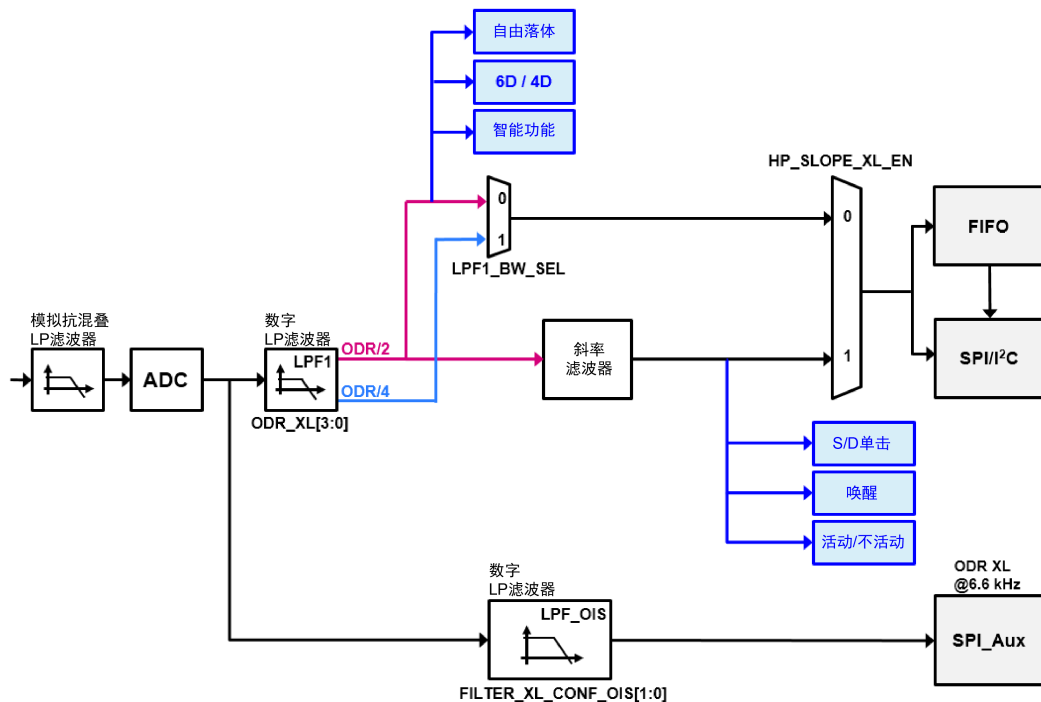 自由落体
6D / 4D
智能功能
HP_SLOPE_XL_EN
0
1
LPF1_BW_SEL
0
1
FIFO
SPI/I²C
模拟抗混叠
LP滤波器
ADC
数字
LP滤波器
LPF1
ODR/2
ODR/4
ODR_XL[3:0]
斜率
滤波器
S/D单击
唤醒
活动/不活动
数字
LP滤波器
LPF_OIS
FILTER_XL_CONF_OIS[1:0]
ODR XL
@6.6 kHz
SPI_Aux